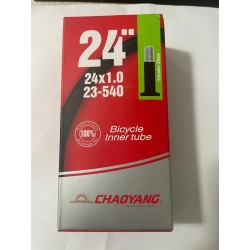 24"
24x1.0
23-540
100%
Bicycle
Inner tube
CHAOYANG